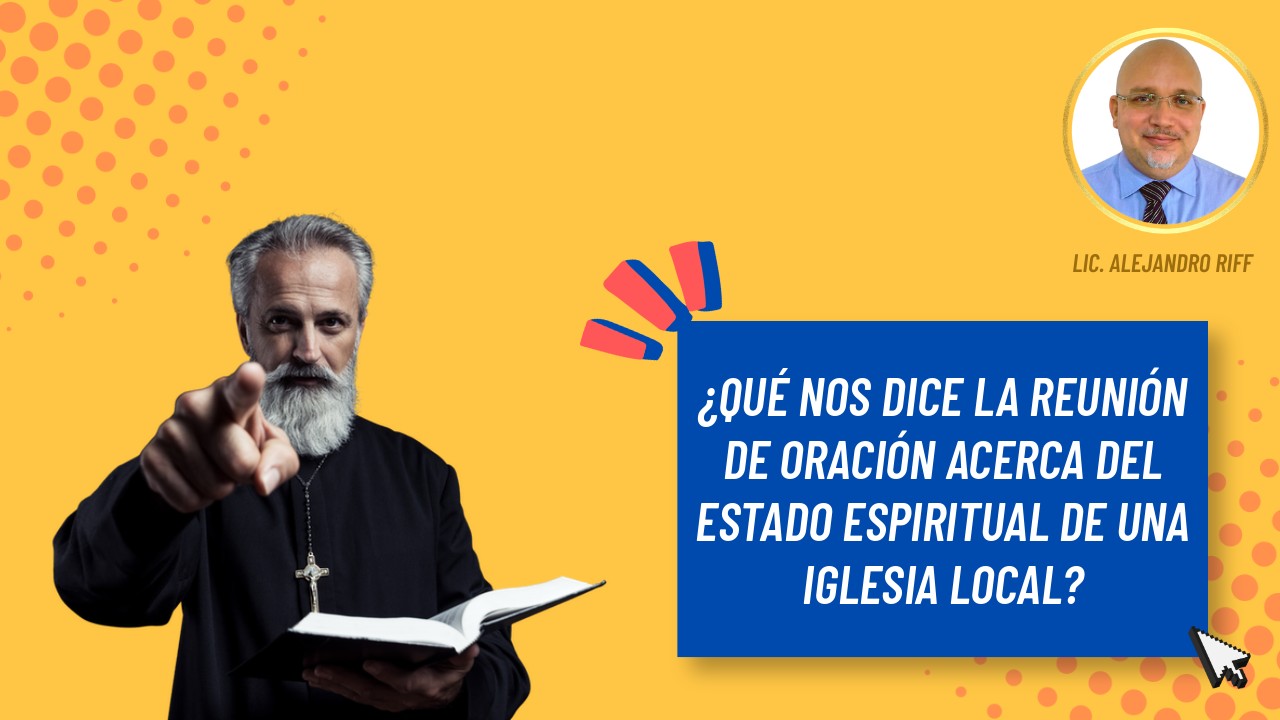 LIC. ALEJANDRO RIFF
¿QUÉ NOS DICE LA REUNIÓN
DE ORACIÓN ACERCA DEL
ESTADO ESPIRITUAL DE UNA
IGLESIA LOCAL?